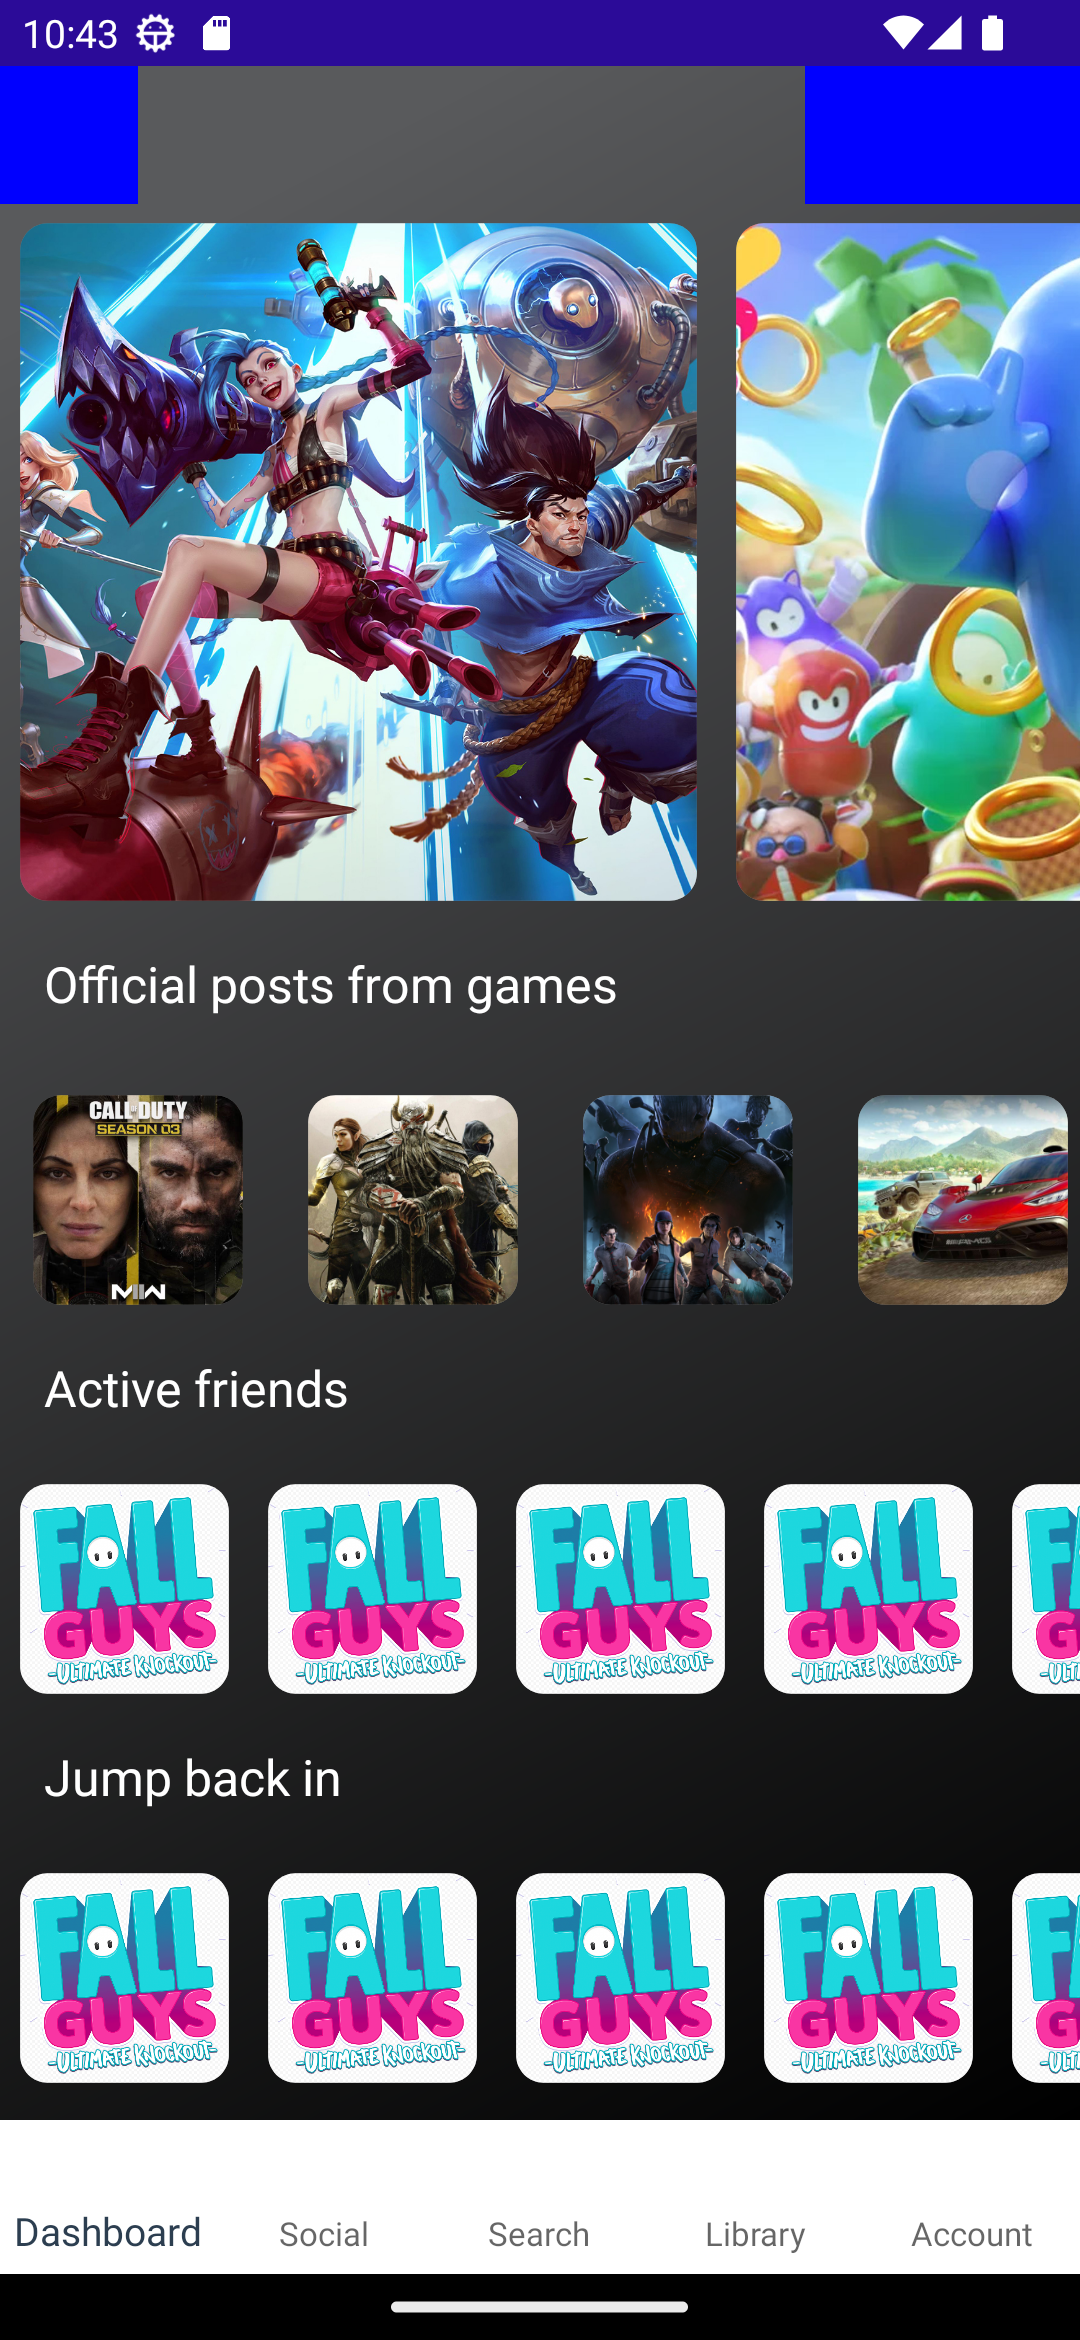 10:43
Official posts from games
CALL OF DUTY
SEASON 03
MWII
AMG
Active friends
FALL FALL FALL FALL
GUYS GUYS GUYS GUYS
-ULTIMATE KNOCKOUT- -ULTIMATE KNOCKOUT- -ULTIMATE KNOCKOUT- -ULTIMATE KNOCKOUT-
Jump back in
FALL FALL FALL FALL
GUYS GUYS GUYS GUYS
-ULTIMATE KNOCKOUT- -ULTIMATE KNOCKOUT- -ULTIMATE KNOCKOUT- -ULTIMATE KNOCKOUT-
Dashboard Social Search Library Account